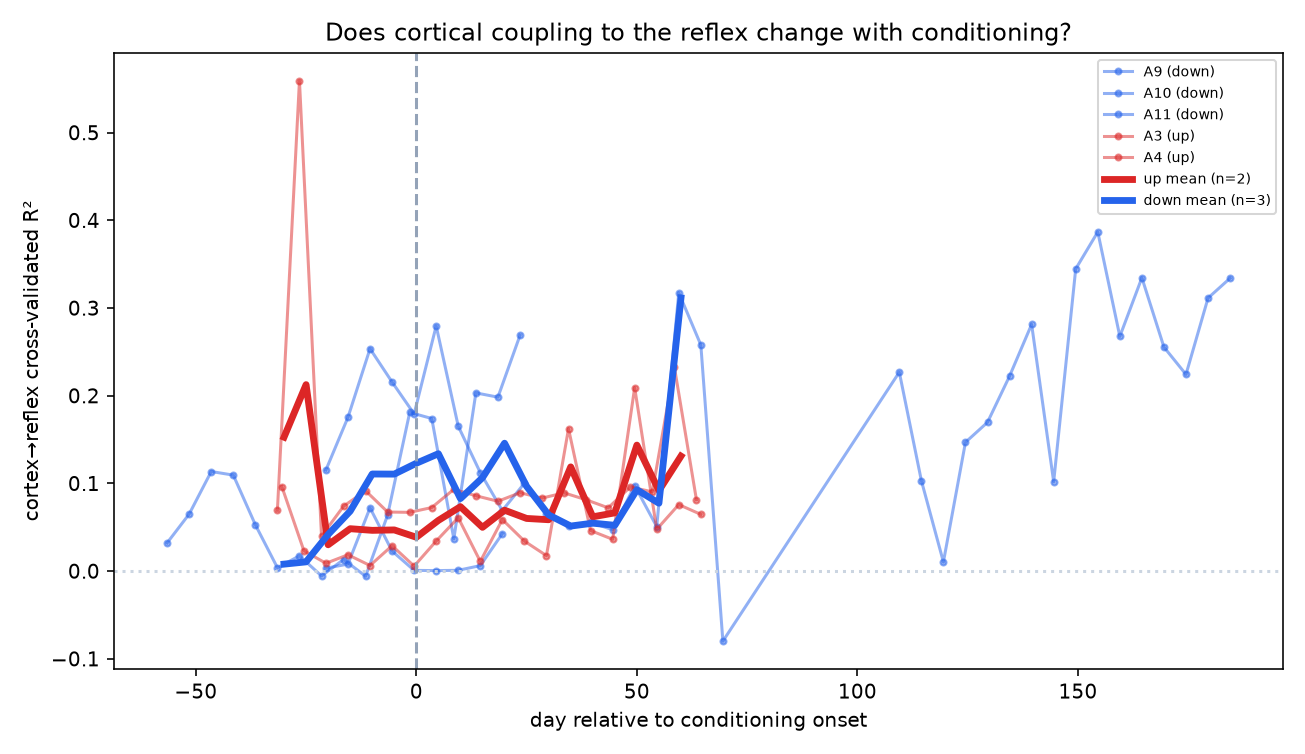 Does cortical coupling to the reflex change with conditioning?
cortex→reflex cross-validated R²
0.5
0.4
0.3
0.2
0.1
0.0
−0.1
−50
0
50
100
150
day relative to conditioning onset
A9 (down)
A10 (down)
A11 (down)
A3 (up)
A4 (up)
up mean (n=2)
down mean (n=3)